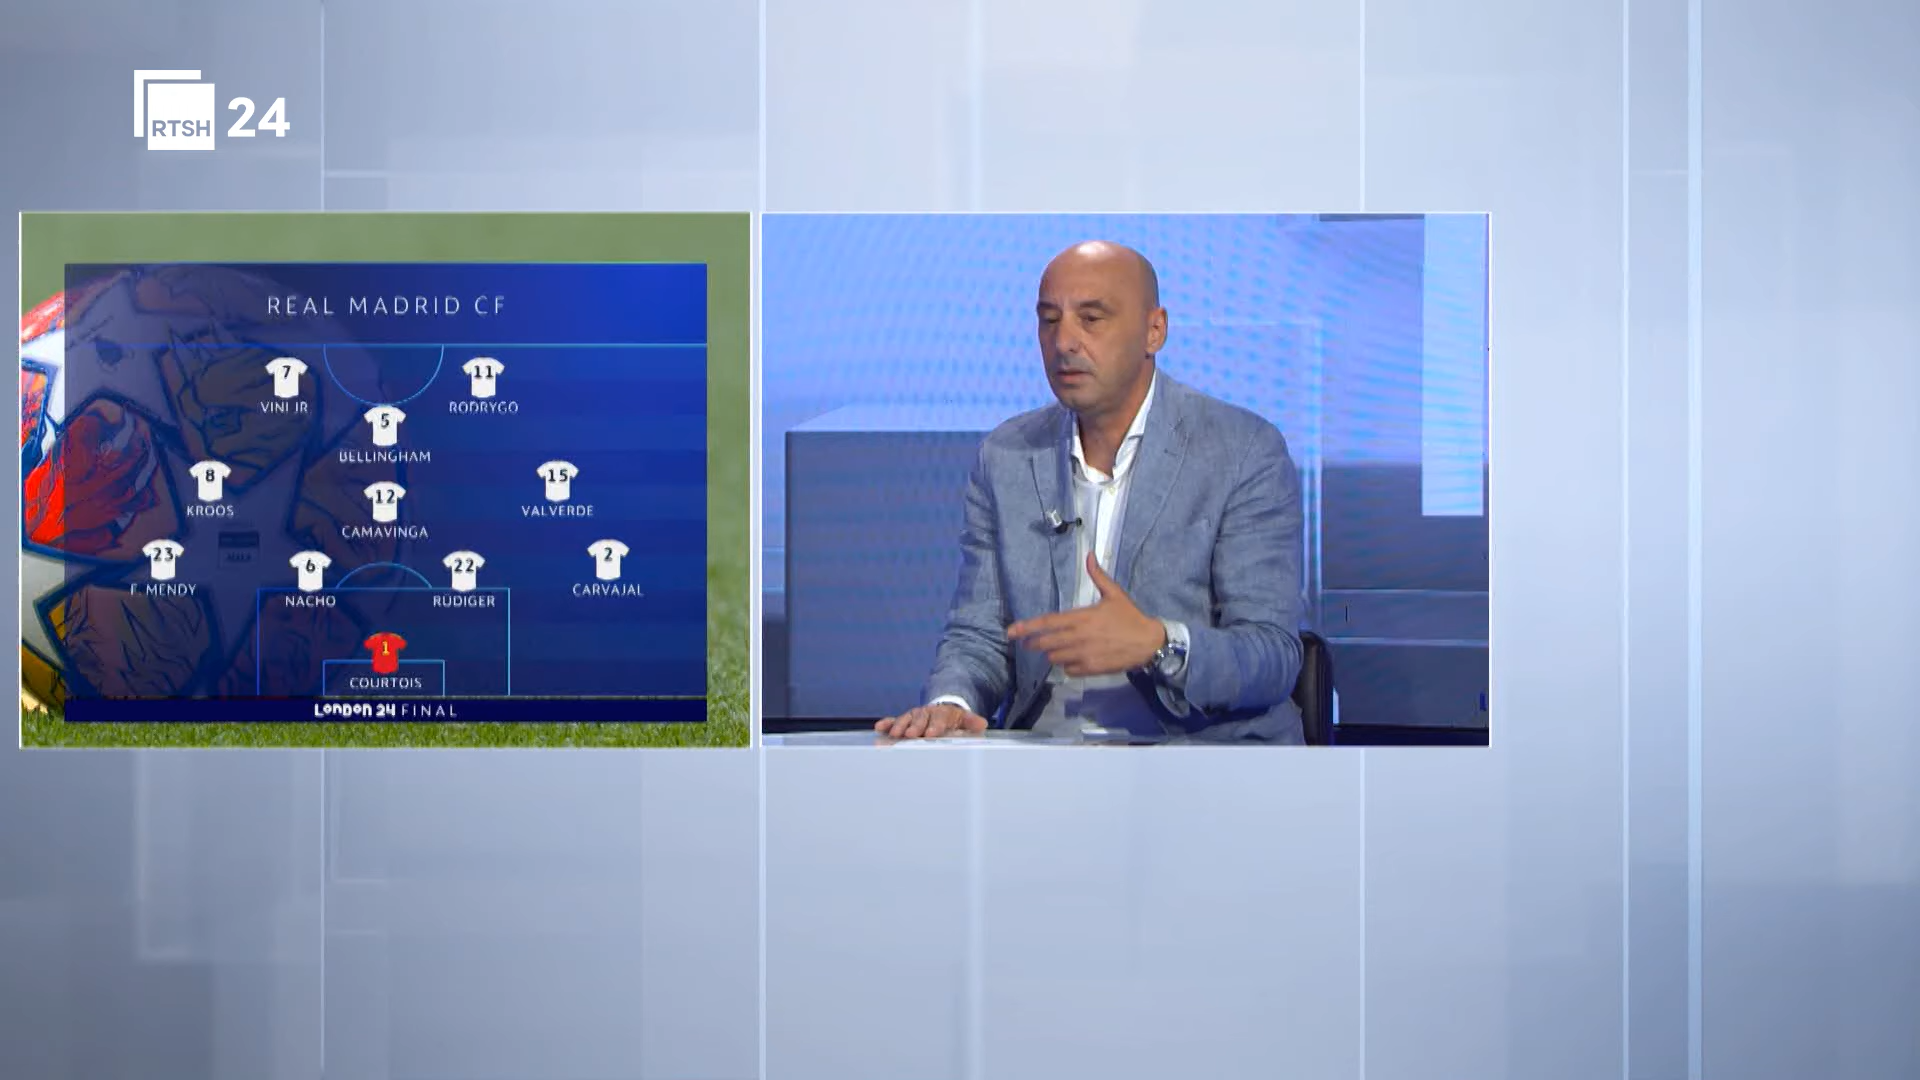 RTSH 24
REAL MADRID CF
7
11
VINI JR
RODRYGO
5
BELLINGHAM
8
15
KROOS
12
VALVERDE
CAMAVINGA
23
6
22
2
F. MENDY
NACHO
RÜDIGER
CARVAJAL
1
COURTOIS
LONDON 24 FINAL